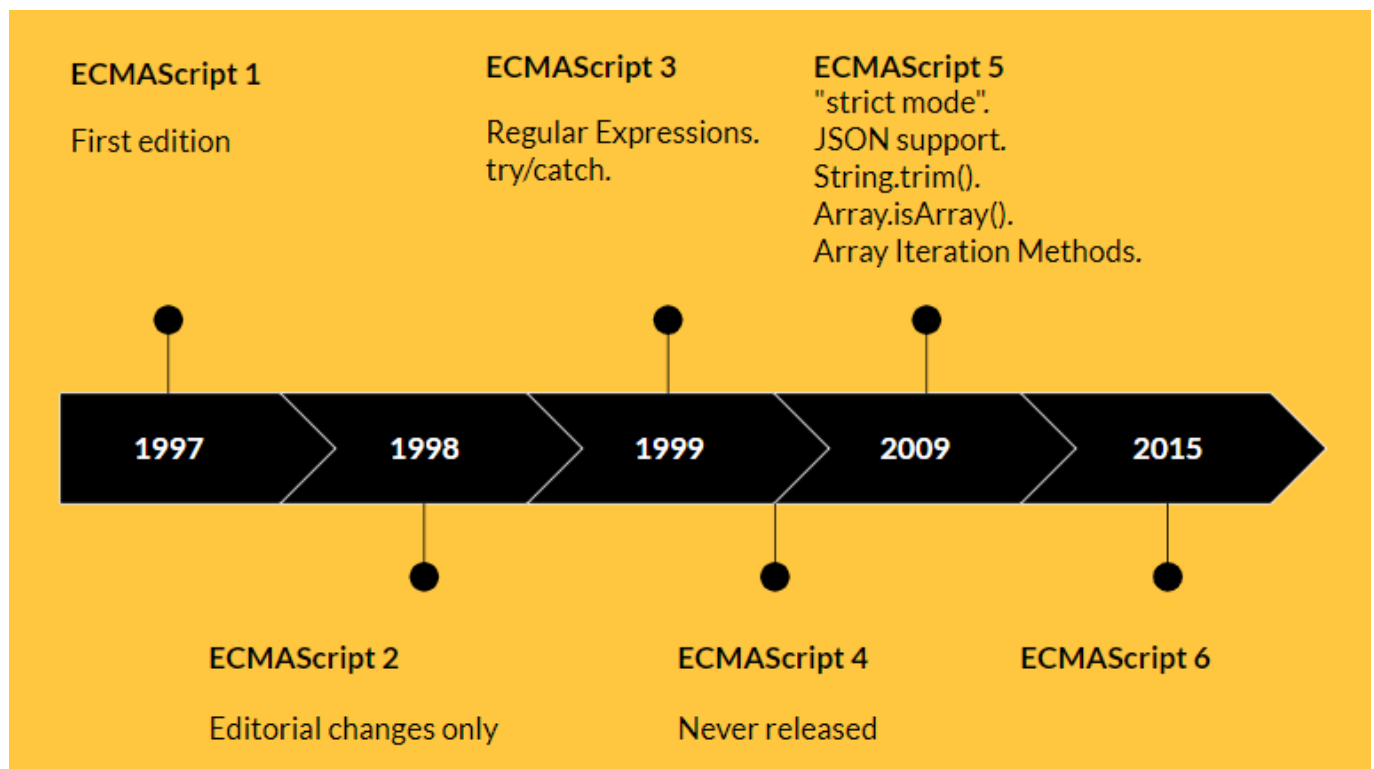 ECMAScript 1
First edition
ECMAScript 3
Regular Expressions.
try/catch.
ECMAScript 5
"strict mode".
JSON support.
String.trim().
Array.isArray().
Array Iteration Methods.
1997
1998
1999
2009
2015
ECMAScript 2
Editorial changes only
ECMAScript 4
Never released
ECMAScript 6